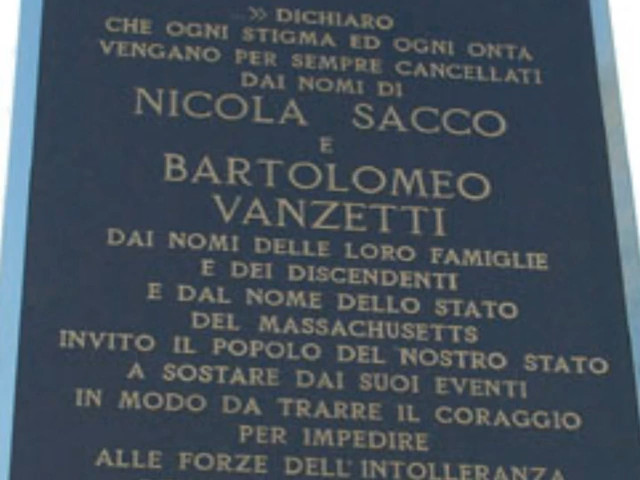 » DICHIARO
CHE OGNI STIGMA ED OGNI ONTA
VENGANO PER SEMPRE CANCELLATI
DAI NOMI DI
NICOLA SACCO
E
BARTOLOMEO
VANZETTI
DAI NOMI DELLE LORO FAMIGLIE
E DEI DISCENDENTI
E DAL NOME DELLO STATO
DEL MASSACHUSETTS
INVITO IL POPOLO DEL NOSTRO STATO
A SOSTARE DAI SUOI EVENTI
IN MODO DA TRARRE IL CORAGGIO
PER IMPEDIRE
ALLE FORZE DELL'INTOLLERANZA